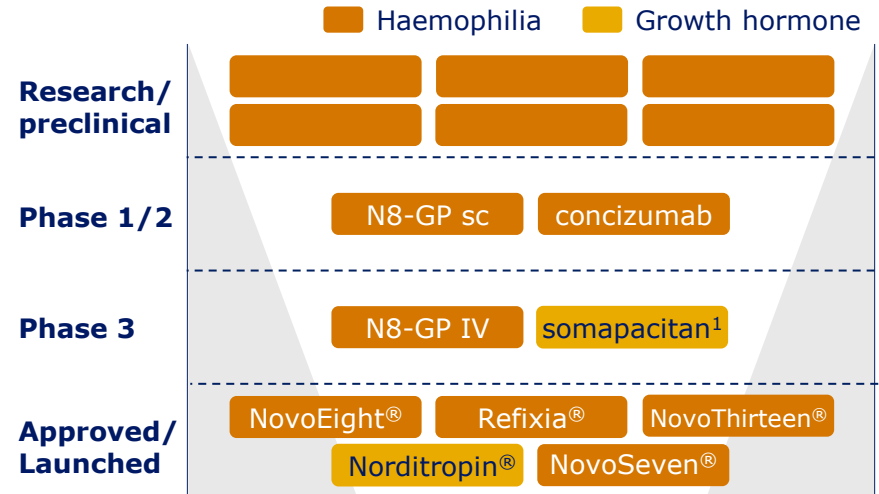 Haemophilia Growth hormone
Research/
preclinical
Phase 1/2
N8-GP sc concizumab
Phase 3
N8-GP IV somapacitan¹
Approved/
Launched
NovoEight® Refixia® NovoThirteen®
Norditropin® NovoSeven®